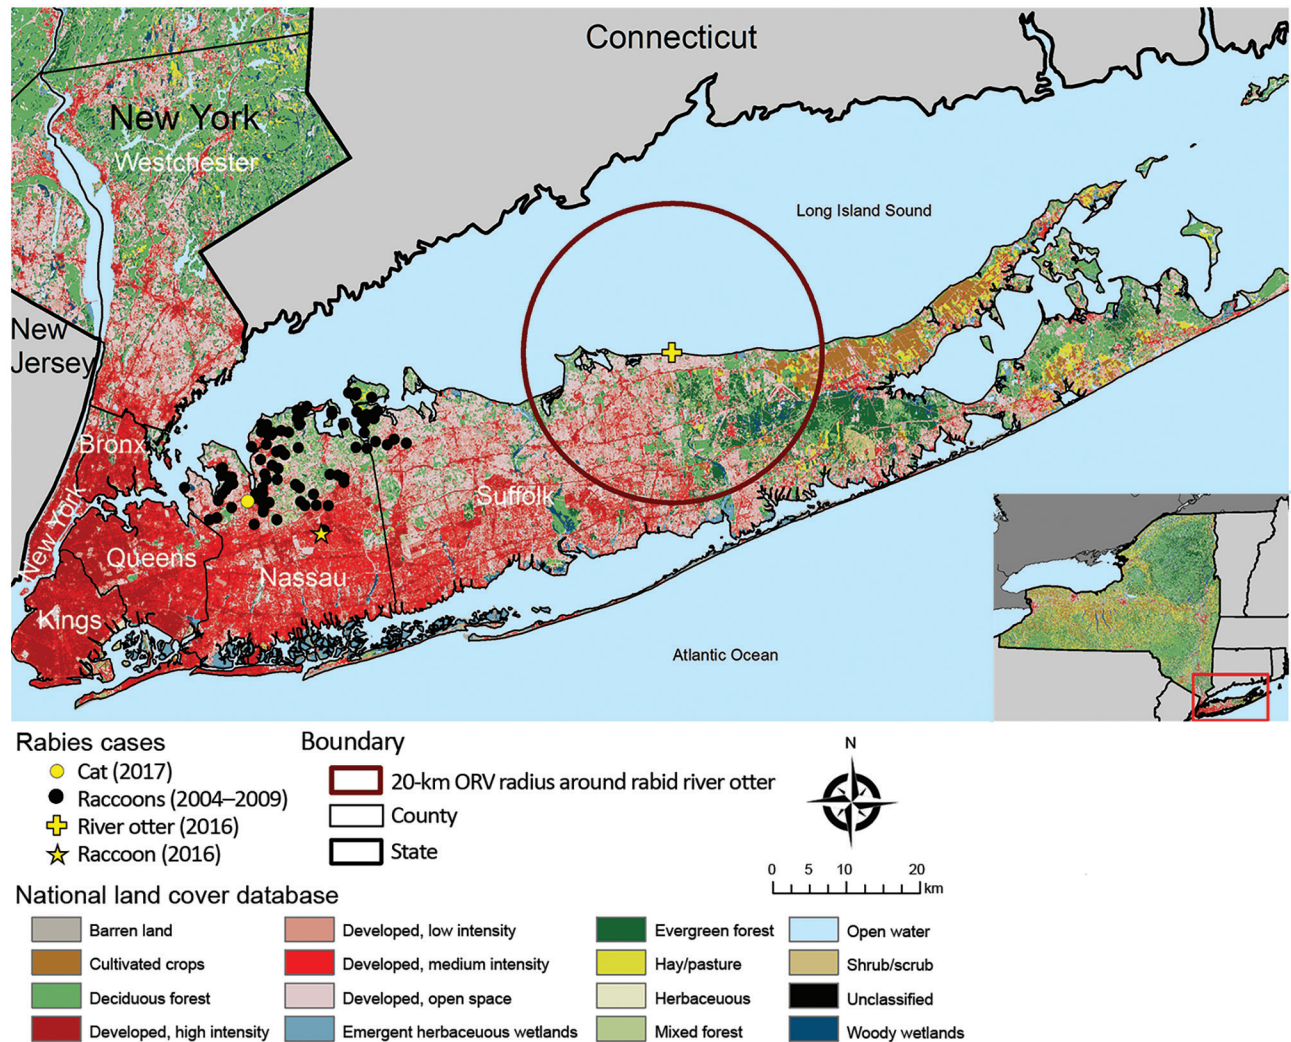 Connecticut
New York
Westchester
Long Island Sound
New
Jersey
Bronx
New York
Queens
Kings
Nassau
Suffolk
Atlantic Ocean
Rabies cases
Cat (2017)
Raccoons (2004–2009)
River otter (2016)
Raccoon (2016)
Boundary
20-km ORV radius around rabid river otter
County
State
N
0 5 10 20
km
National land cover database
Barren land
Cultivated crops
Deciduous forest
Developed, high intensity
Developed, low intensity
Developed, medium intensity
Developed, open space
Emergent herbaceous wetlands
Evergreen forest
Hay/pasture
Herbaceous
Mixed forest
Open water
Shrub/scrub
Unclassified
Woody wetlands